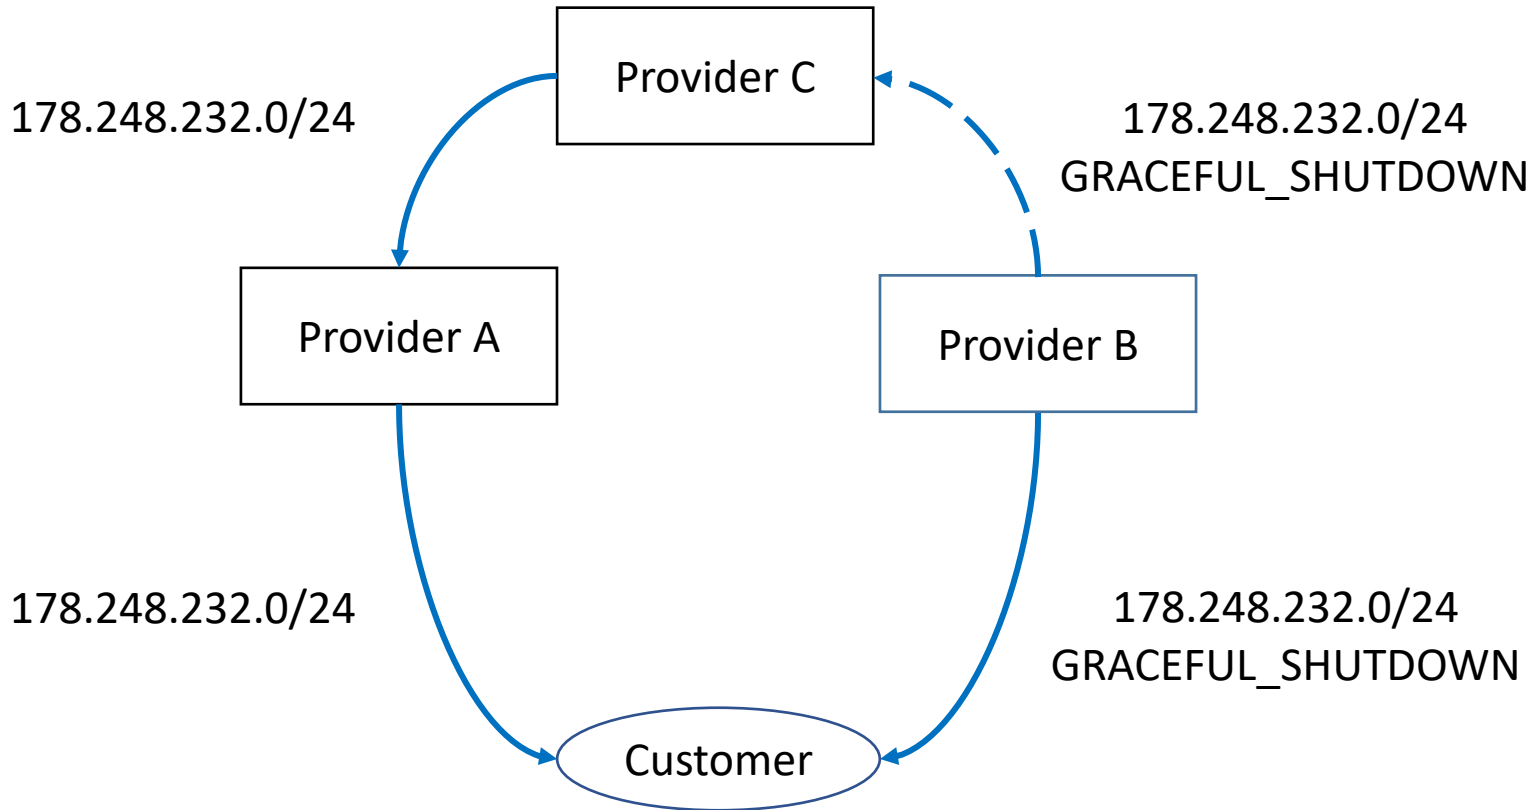 Provider C
178.248.232.0/24
178.248.232.0/24
GRACEFUL_SHUTDOWN
Provider A
Provider B
178.248.232.0/24
178.248.232.0/24
GRACEFUL_SHUTDOWN
Customer